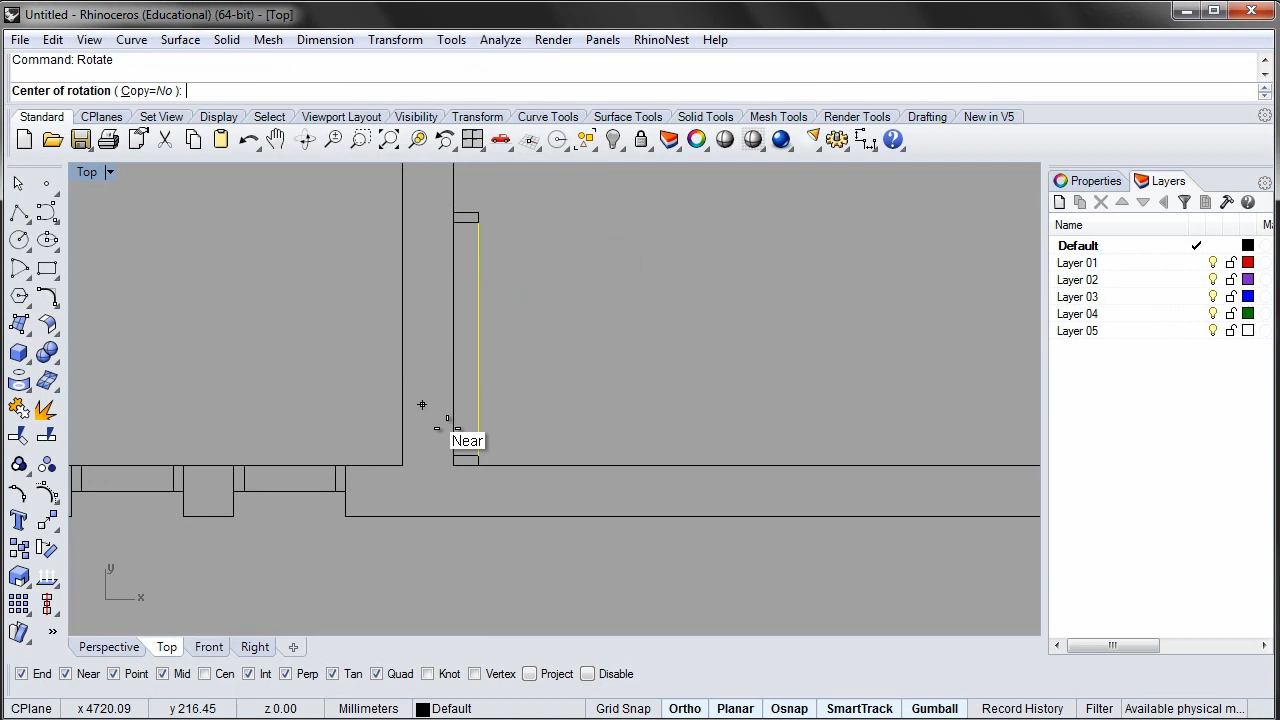 Untitled - Rhinoceros (Educational) (64-bit) - [Top]
File Edit View Curve Surface Solid Mesh Dimension Transform Tools Analyze Render Panels RhinoNest Help
Command: Rotate
Center of rotation ( Copy=No ):
Standard CPlanes Set View Display Select Viewport Layout Visibility Transform Curve Tools Surface Tools Solid Tools Mesh Tools Render Tools Drafting New in V5
Top
Properties Layers
Name Ma
Default
Layer 01
Layer 02
Layer 03
Layer 04
Layer 05
Near
y
x
Perspective Top Front Right
End Near Point Mid Cen Int Perp Tan Quad Knot Vertex Project Disable
CPlane x 4720.09 y 216.45 z 0.00 Millimeters Default Grid Snap Ortho Planar Osnap SmartTrack Gumball Record History Filter Available physical m...